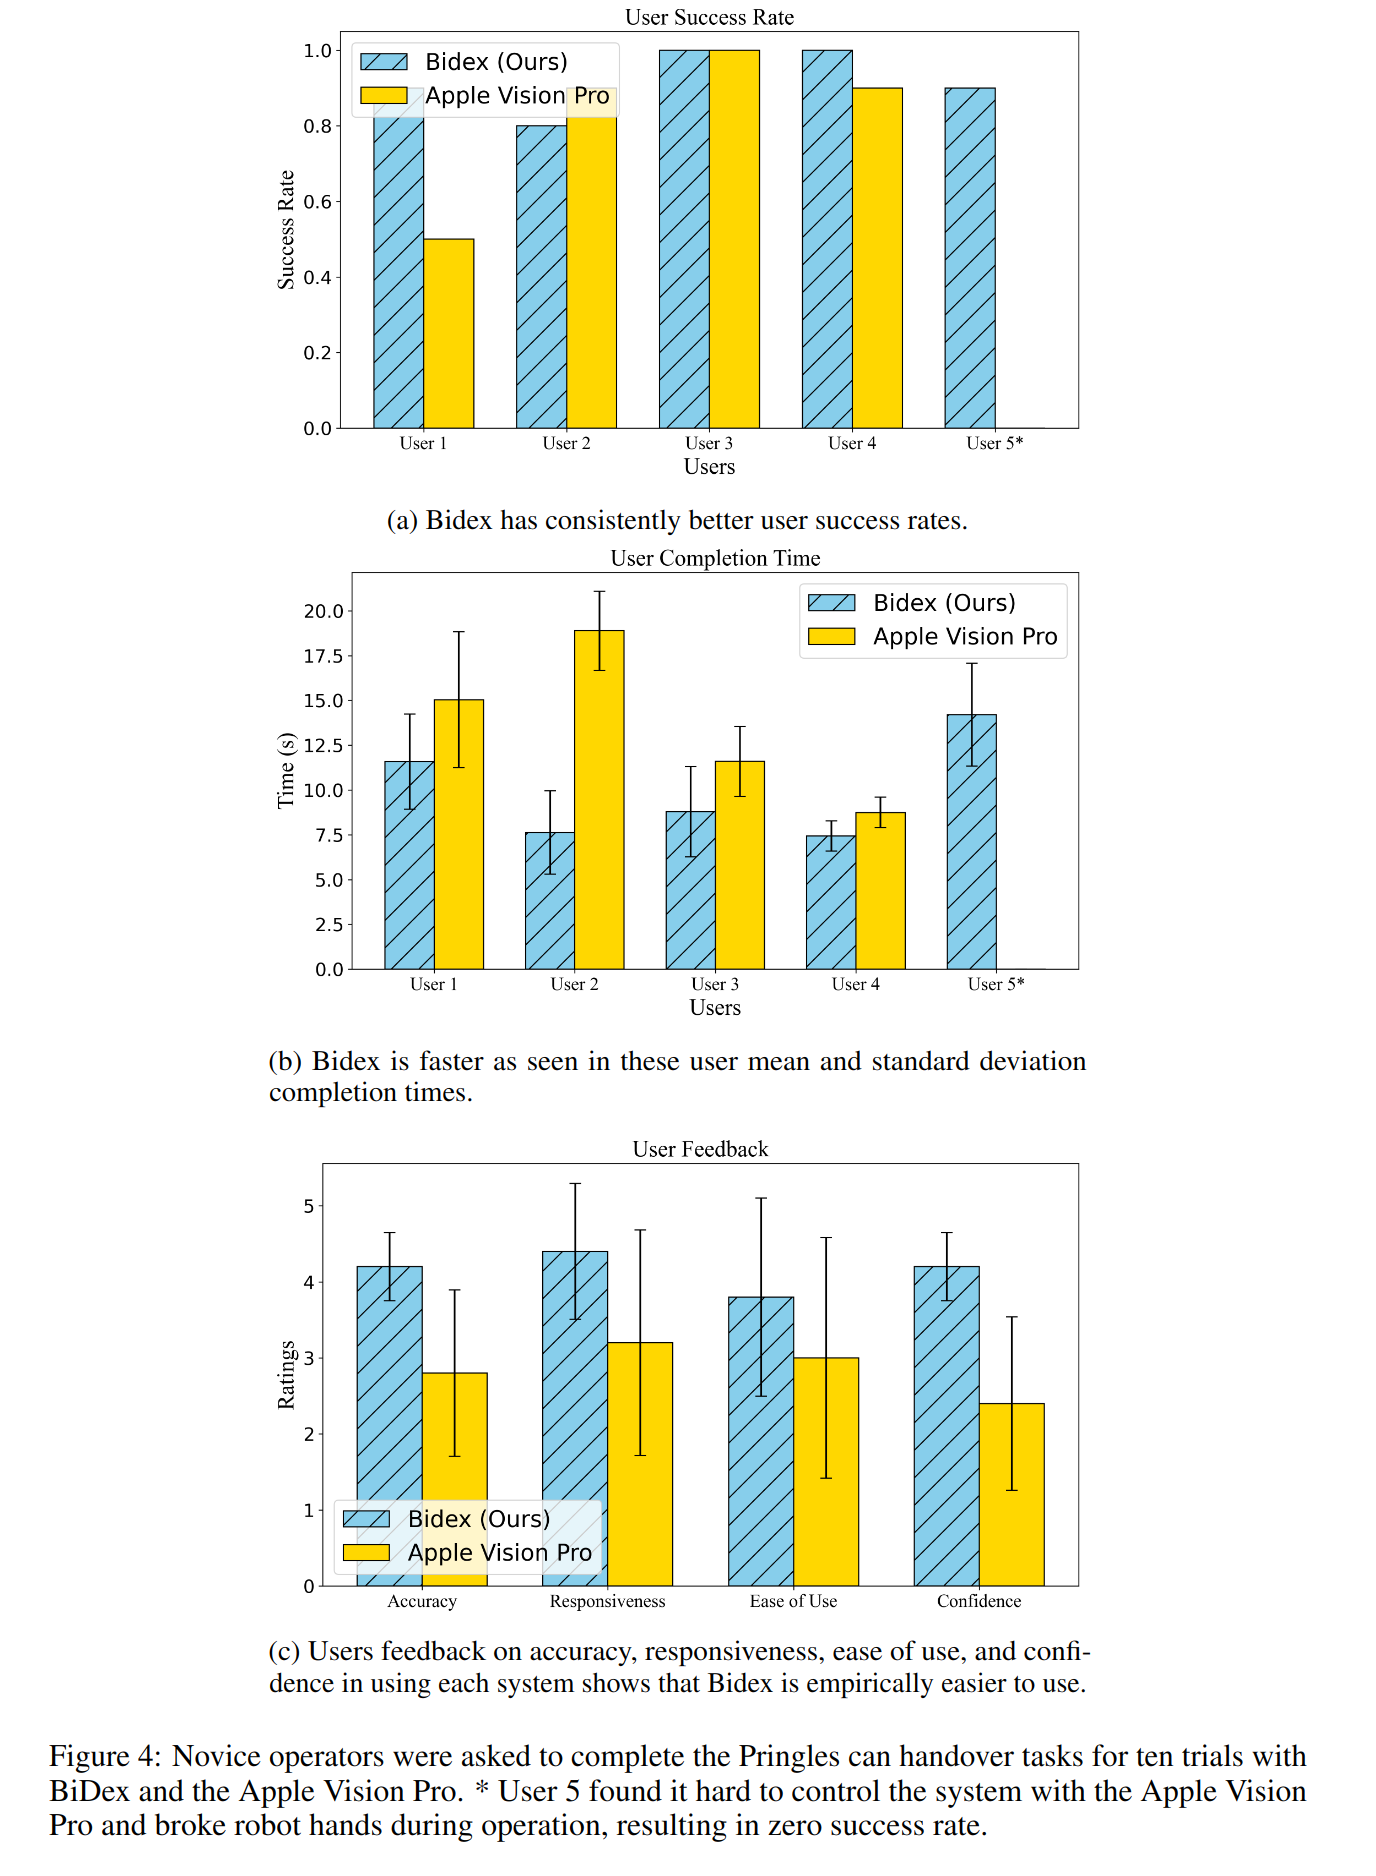 User Success Rate
1.0
0.8
0.6
0.4
0.2
0.0
Success Rate
Bidex (Ours)
Apple Vision Pro
User 1
User 2
User 3
User 4
User 5*
Users
(a) Bidex has consistently better user success rates.
User Completion Time
20.0
17.5
15.0
12.5
10.0
7.5
5.0
2.5
0.0
Time (s)
Bidex (Ours)
Apple Vision Pro
User 1
User 2
User 3
User 4
User 5*
Users
(b) Bidex is faster as seen in these user mean and standard deviation
completion times.
User Feedback
5
4
3
2
1
0
Ratings
Bidex (Ours)
Apple Vision Pro
Accuracy
Responsiveness
Ease of Use
Confidence
(c) Users feedback on accuracy, responsiveness, ease of use, and confi-
dence in using each system shows that Bidex is empirically easier to use.
Figure 4: Novice operators were asked to complete the Pringles can handover tasks for ten trials with
BiDex and the Apple Vision Pro. * User 5 found it hard to control the system with the Apple Vision
Pro and broke robot hands during operation, resulting in zero success rate.